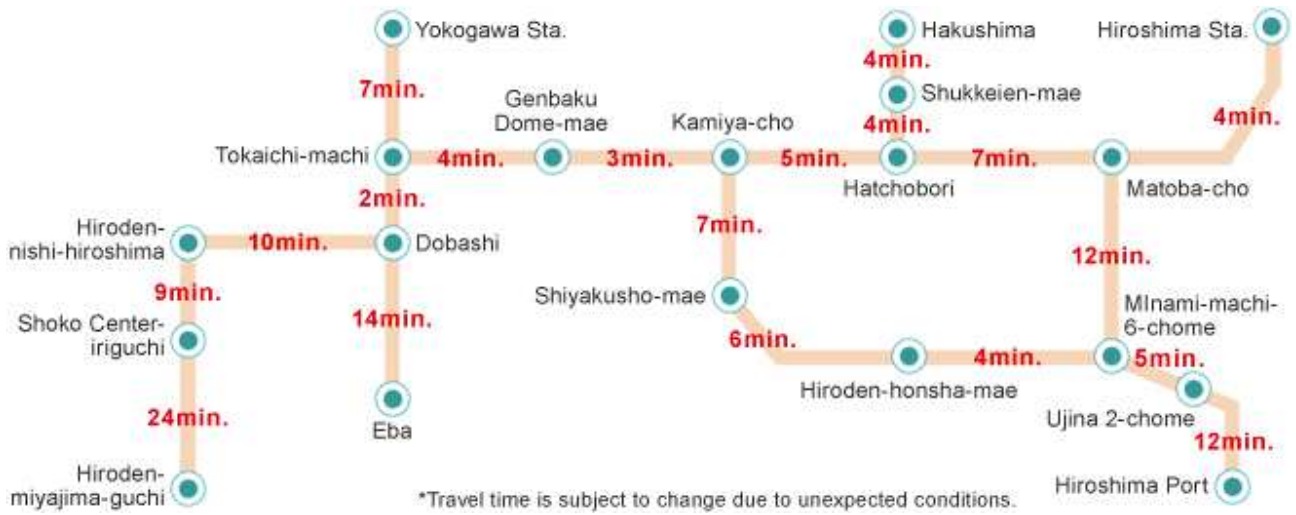 Yokogawa Sta.
Hakushima
Hiroshima Sta.
4min.
7min.
Shukkeien-mae
Genbaku
Dome-mae
Kamiya-cho
4min.
4min.
Tokaichi-machi
4min.
3min.
5min.
7min.
Hatchobori
Matoba-cho
2min.
Hiroden-
nishi-hiroshima
10min.
Dobashi
7min.
12min.
9min.
Shiyakusho-mae
MInami-machi-
6-chome
Shoko Center-
iriguchi
14min.
6min.
4min.
5min.
Hiroden-honsha-mae
24min.
Eba
Ujina 2-chome
12min.
Hiroden-
miyajima-guchi
*Travel time is subject to change due to unexpected conditions.
Hiroshima Port